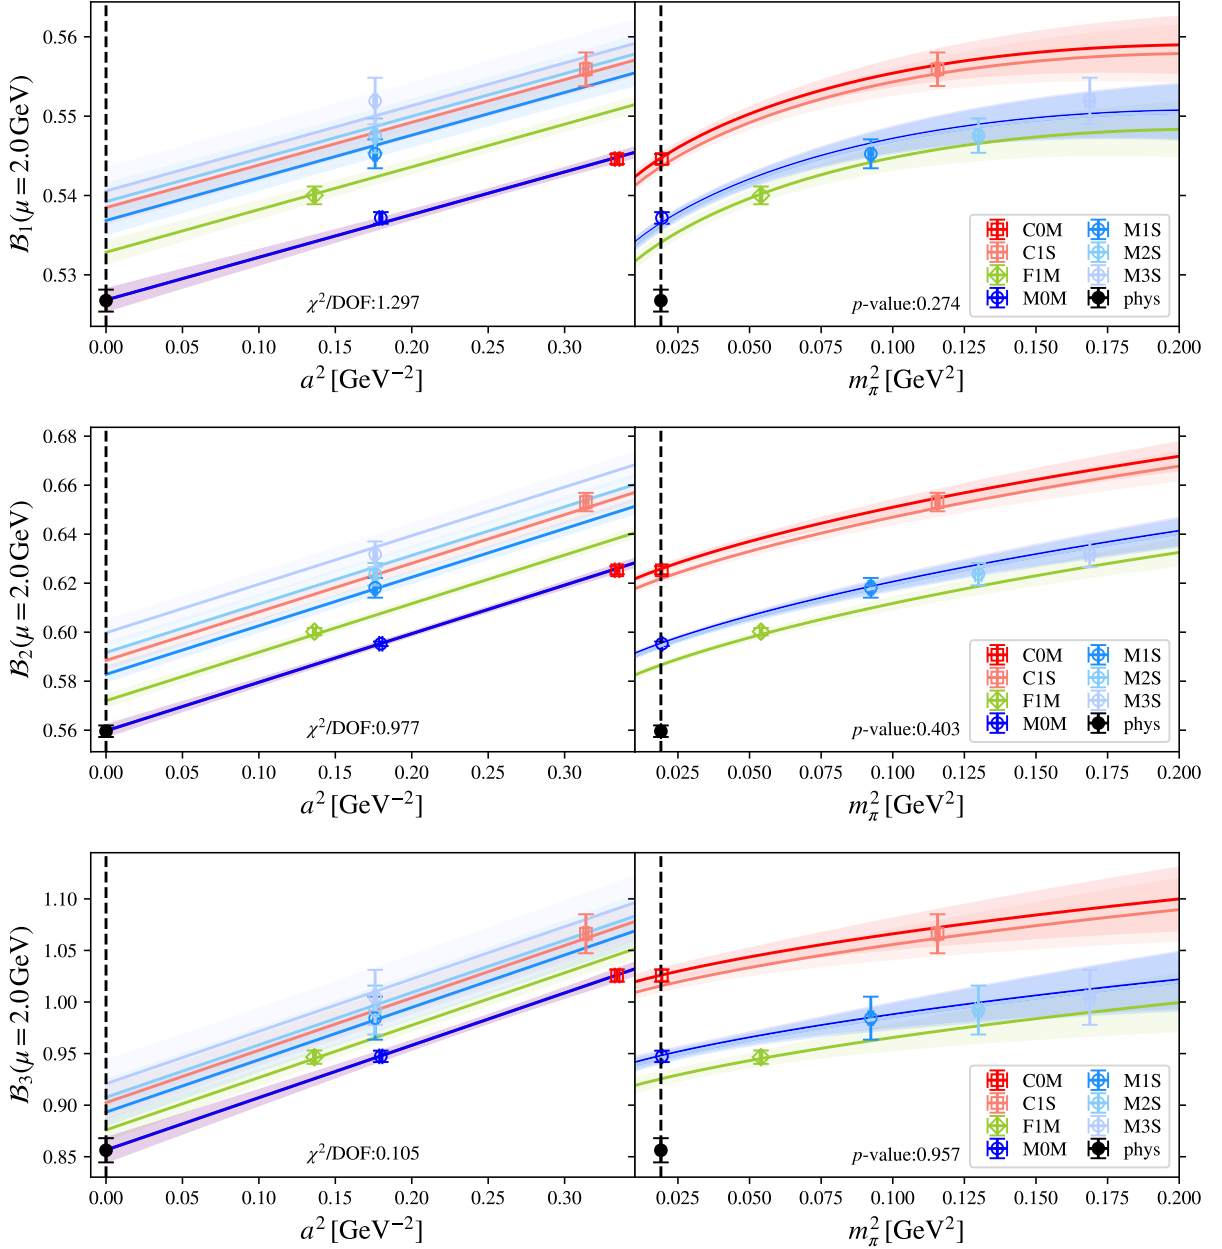 0.56
0.55
0.54
0.53
ℬ₁(μ = 2.0 GeV)
χ²/DOF:1.297
p-value:0.274
C0M M1S
C1S M2S
F1M M3S
M0M phys
0.00 0.05 0.10 0.15 0.20 0.25 0.30
0.025 0.050 0.075 0.100 0.125 0.150 0.175 0.200
a² [GeV⁻²]
m²_π [GeV²]
0.68
0.66
0.64
0.62
0.60
0.58
0.56
ℬ₂(μ = 2.0 GeV)
χ²/DOF:0.977
p-value:0.403
C0M M1S
C1S M2S
F1M M3S
M0M phys
0.00 0.05 0.10 0.15 0.20 0.25 0.30
0.025 0.050 0.075 0.100 0.125 0.150 0.175 0.200
a² [GeV⁻²]
m²_π [GeV²]
1.10
1.05
1.00
0.95
0.90
0.85
ℬ₃(μ = 2.0 GeV)
χ²/DOF:0.105
p-value:0.957
C0M M1S
C1S M2S
F1M M3S
M0M phys
0.00 0.05 0.10 0.15 0.20 0.25 0.30
0.025 0.050 0.075 0.100 0.125 0.150 0.175 0.200
a² [GeV⁻²]
m²_π [GeV²]